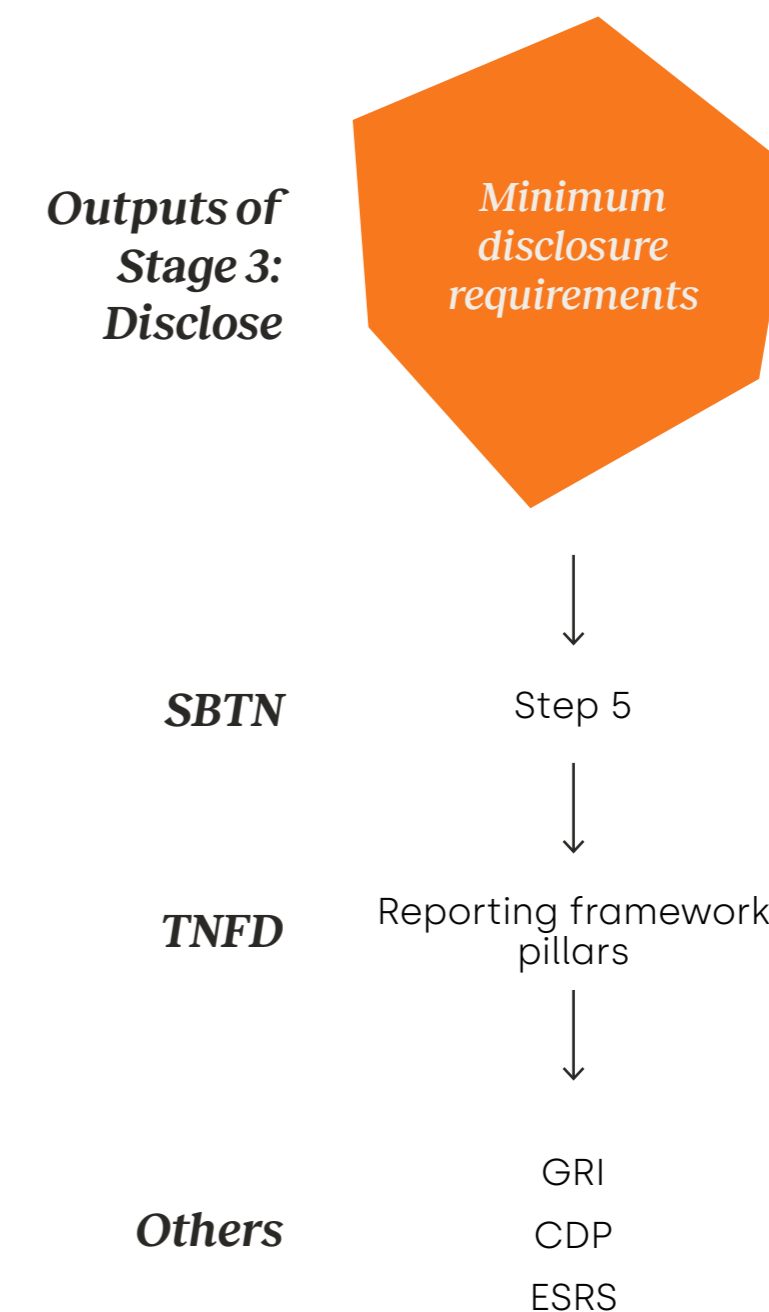 Outputs of
Stage 3:
Disclose
Minimum
disclosure
requirements
SBTN
Step 5
TNFD
Reporting framework
pillars
Others
GRI
CDP
ESRS